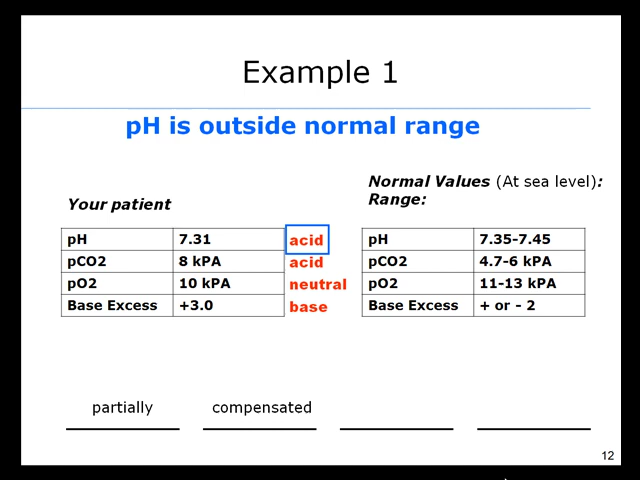 Example 1
pH is outside normal range
Your patient
pH 7.31 acid
pCO2 8 kPA acid
pO2 10 kPA neutral
Base Excess +3.0 base
Normal Values (At sea level):
Range:
pH 7.35-7.45
pCO2 4.7-6 kPA
pO2 11-13 kPA
Base Excess + or - 2
partially compensated
12